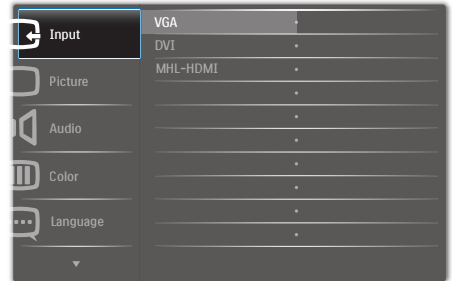 Input
VGA
DVI
MHL-HDMI
Picture
Audio
Color
Language